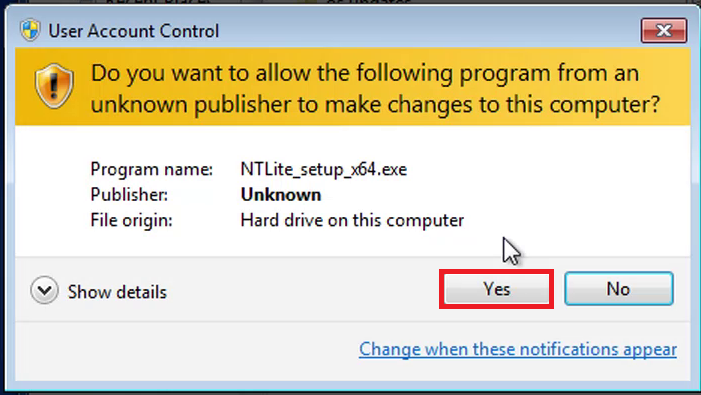 User Account Control
Do you want to allow the following program from an
unknown publisher to make changes to this computer?
Program name: NTLite_setup_x64.exe
Publisher: Unknown
File origin: Hard drive on this computer
Show details
Yes
No
Change when these notifications appear